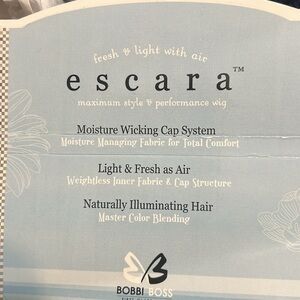 fresh & light with air
escara™
maximum style & performance wig
Moisture Wicking Cap System
Moisture Managing Fabric for Total Comfort
Light & Fresh as Air
Weightless Inner Fabric & Cap Structure
Naturally Illuminating Hair
Master Color Blending
BOBBI BOSS